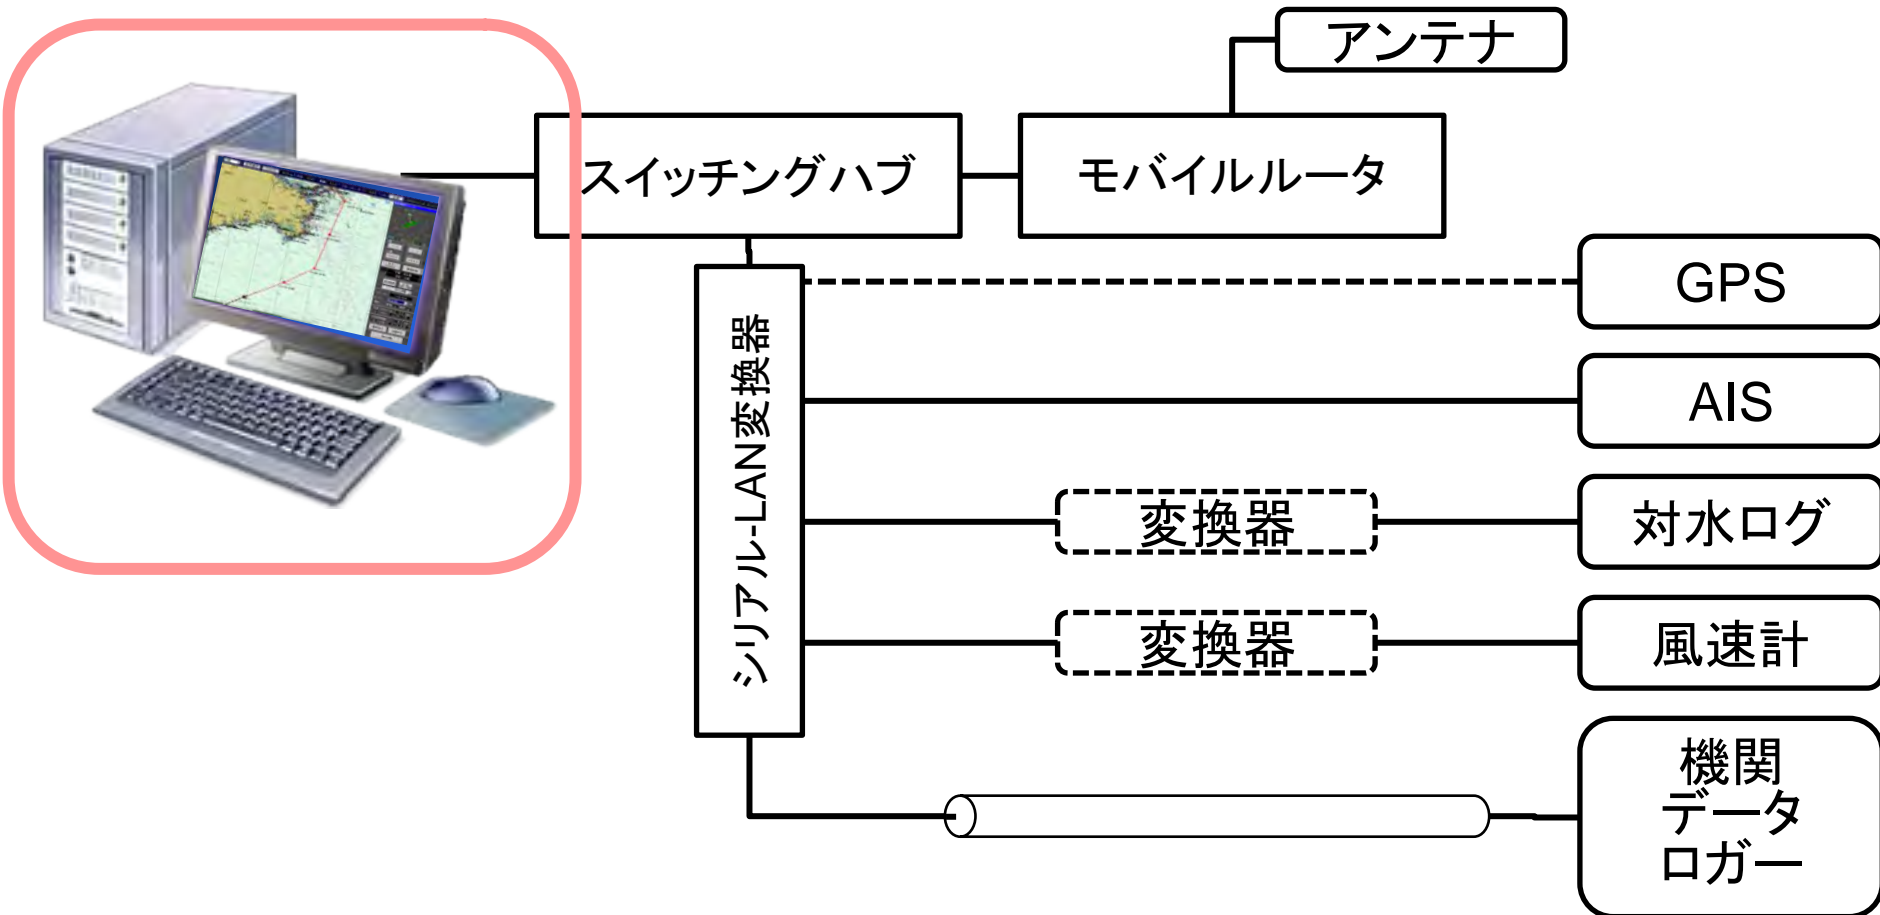 アンテナ
スイッチングハブ
モバイルルータ
シリアル-LAN変換器
GPS
AIS
変換器
対水ログ
変換器
風速計
機関
データ
ロガー